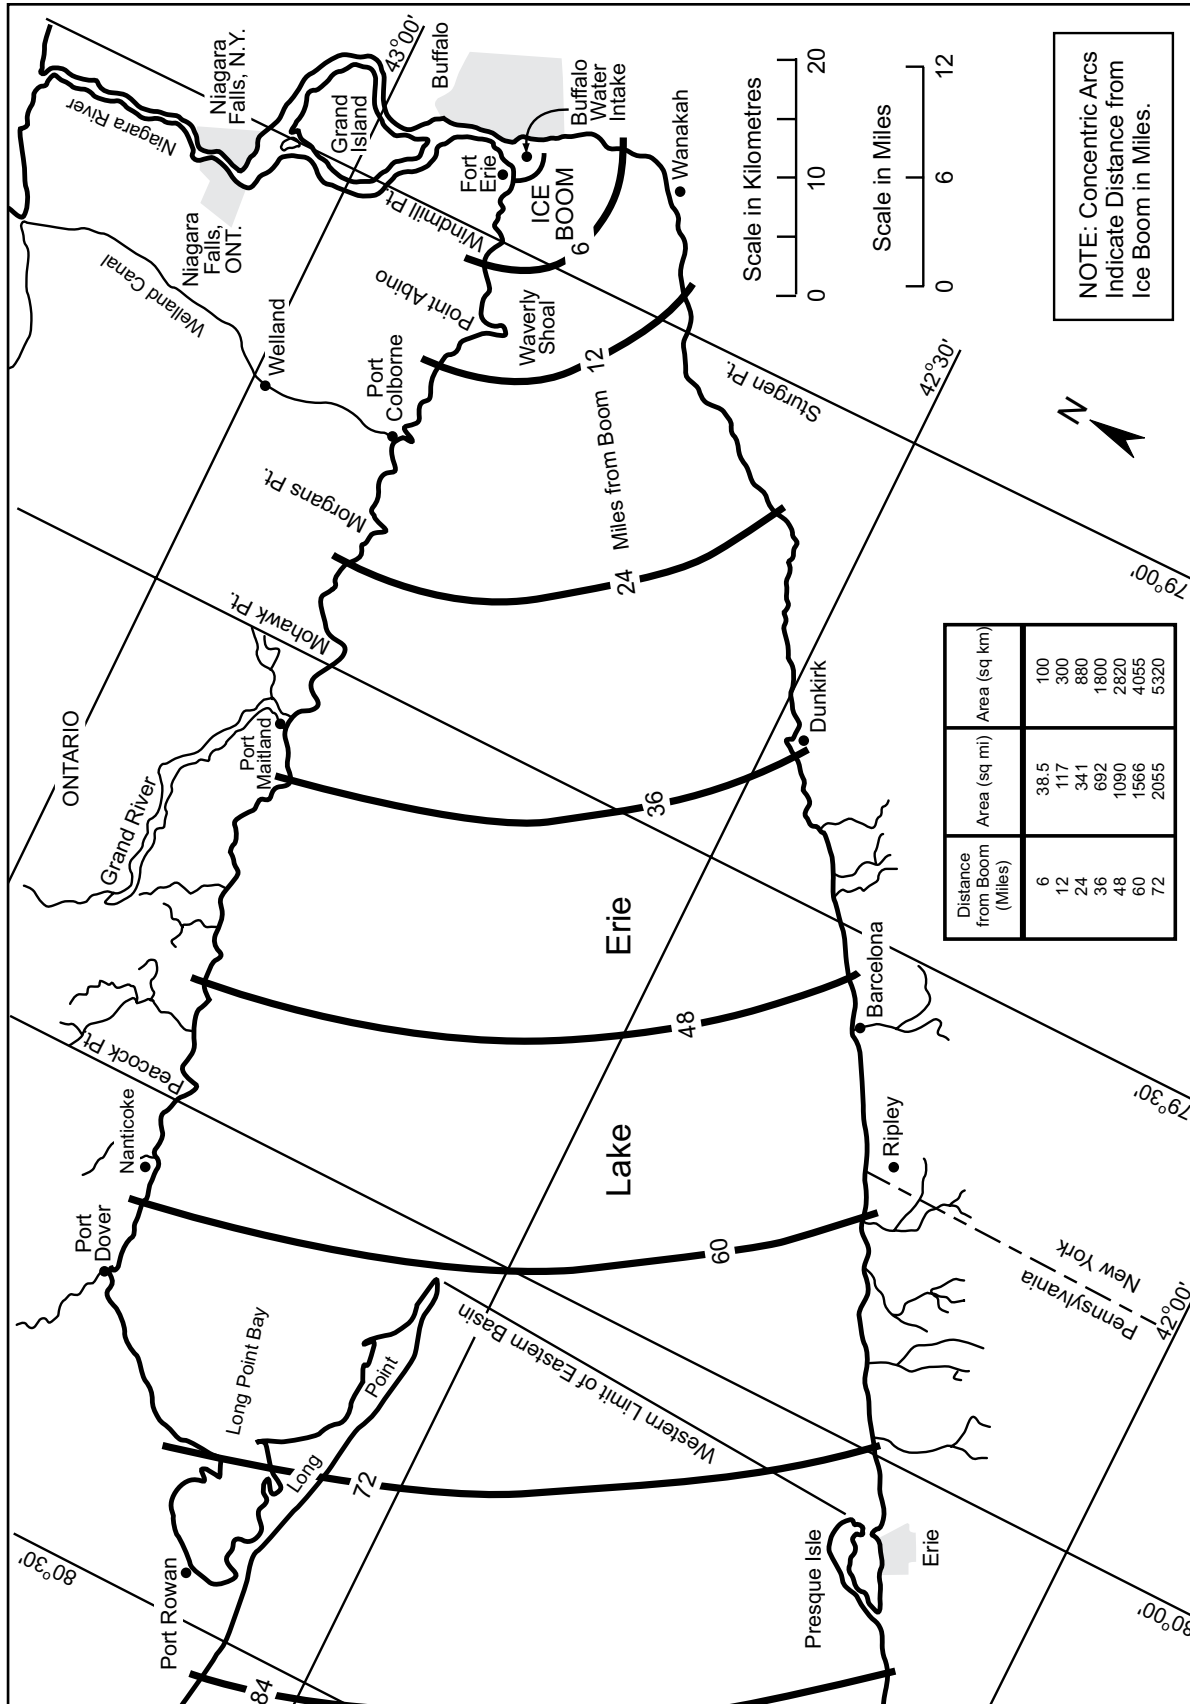 43°00'
Niagara
Falls, N.Y.
Niagara River
Grand
Island
Buffalo
Buffalo
Water
Intake
Niagara
Falls,
ONT.
Fort
Erie
ICE
BOOM
Wanakah
Windmill Pt.
Welland Canal
6
Point Abino
Waverly
Shoal
Welland
Port
Colborne
12
Miles from Boom
Sturgen Pt.
42°30'
Morgans Pt.
24
Mohawk Pt.
79°00'
ONTARIO
Port
Maitland
Grand River
Dunkirk
36
Lake Erie
48
Barcelona
Peacock Pt.
Nanticoke
79°30'
Ripley
Port
Dover
60
New York
Pennsylvania
42°00'
Long Point Bay
Long Point
Western Limit of Eastern Basin
72
Port Rowan
80°30'
Presque Isle
Erie
80°00'
84
Scale in Kilometres
0 10 20
Scale in Miles
0 6 12
N
NOTE: Concentric Arcs
Indicate Distance from
Ice Boom in Miles.
Distance
from Boom
(Miles) Area (sq mi) Area (sq km)
6 38.5 100
12 117 300
24 341 880
36 692 1800
48 1090 2820
60 1566 4055
72 2055 5320